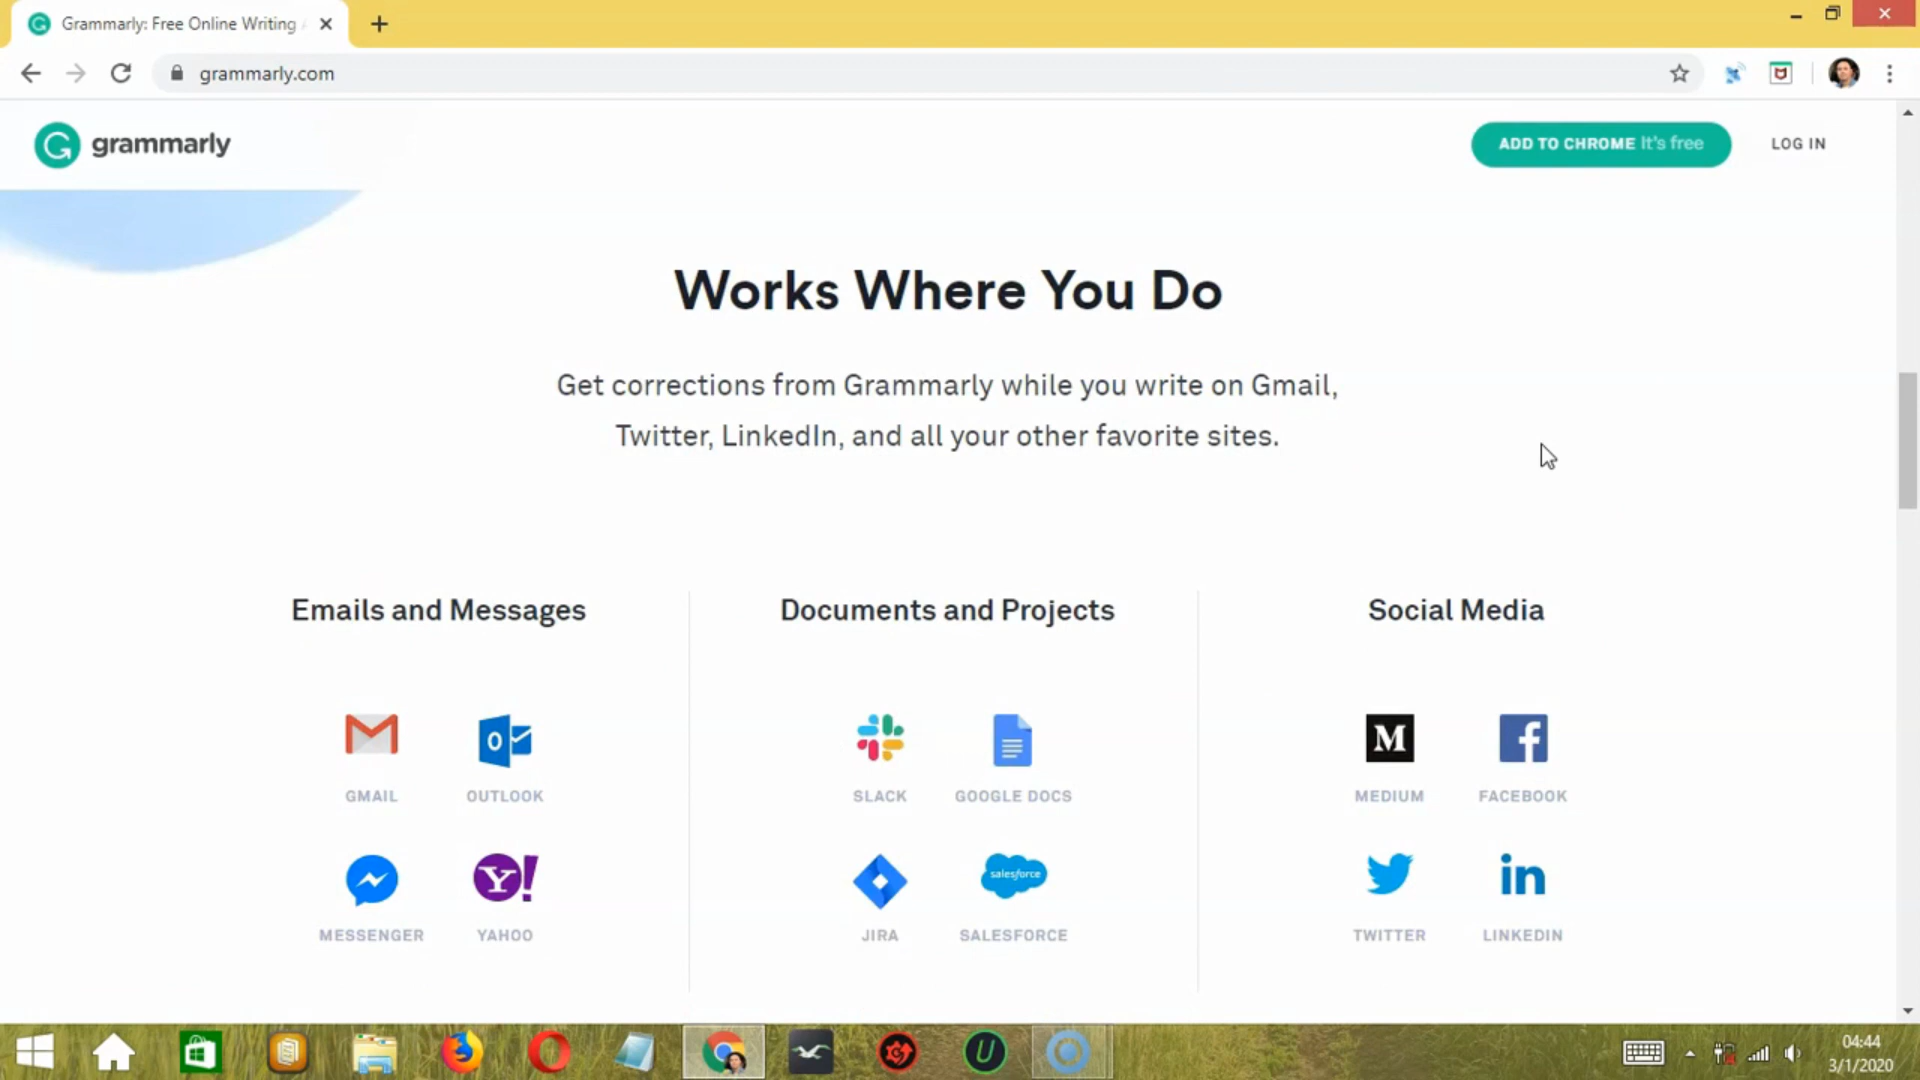 Grammarly: Free Online Writing
grammarly.com
grammarly
ADD TO CHROME It's free
LOG IN
Works Where You Do
Get corrections from Grammarly while you write on Gmail,
Twitter, LinkedIn, and all your other favorite sites.
Emails and Messages
Documents and Projects
Social Media
GMAIL
OUTLOOK
SLACK
GOOGLE DOCS
MEDIUM
FACEBOOK
salesforce
MESSENGER
YAHOO
JIRA
SALESFORCE
TWITTER
LINKEDIN
04:44
3/1/2020